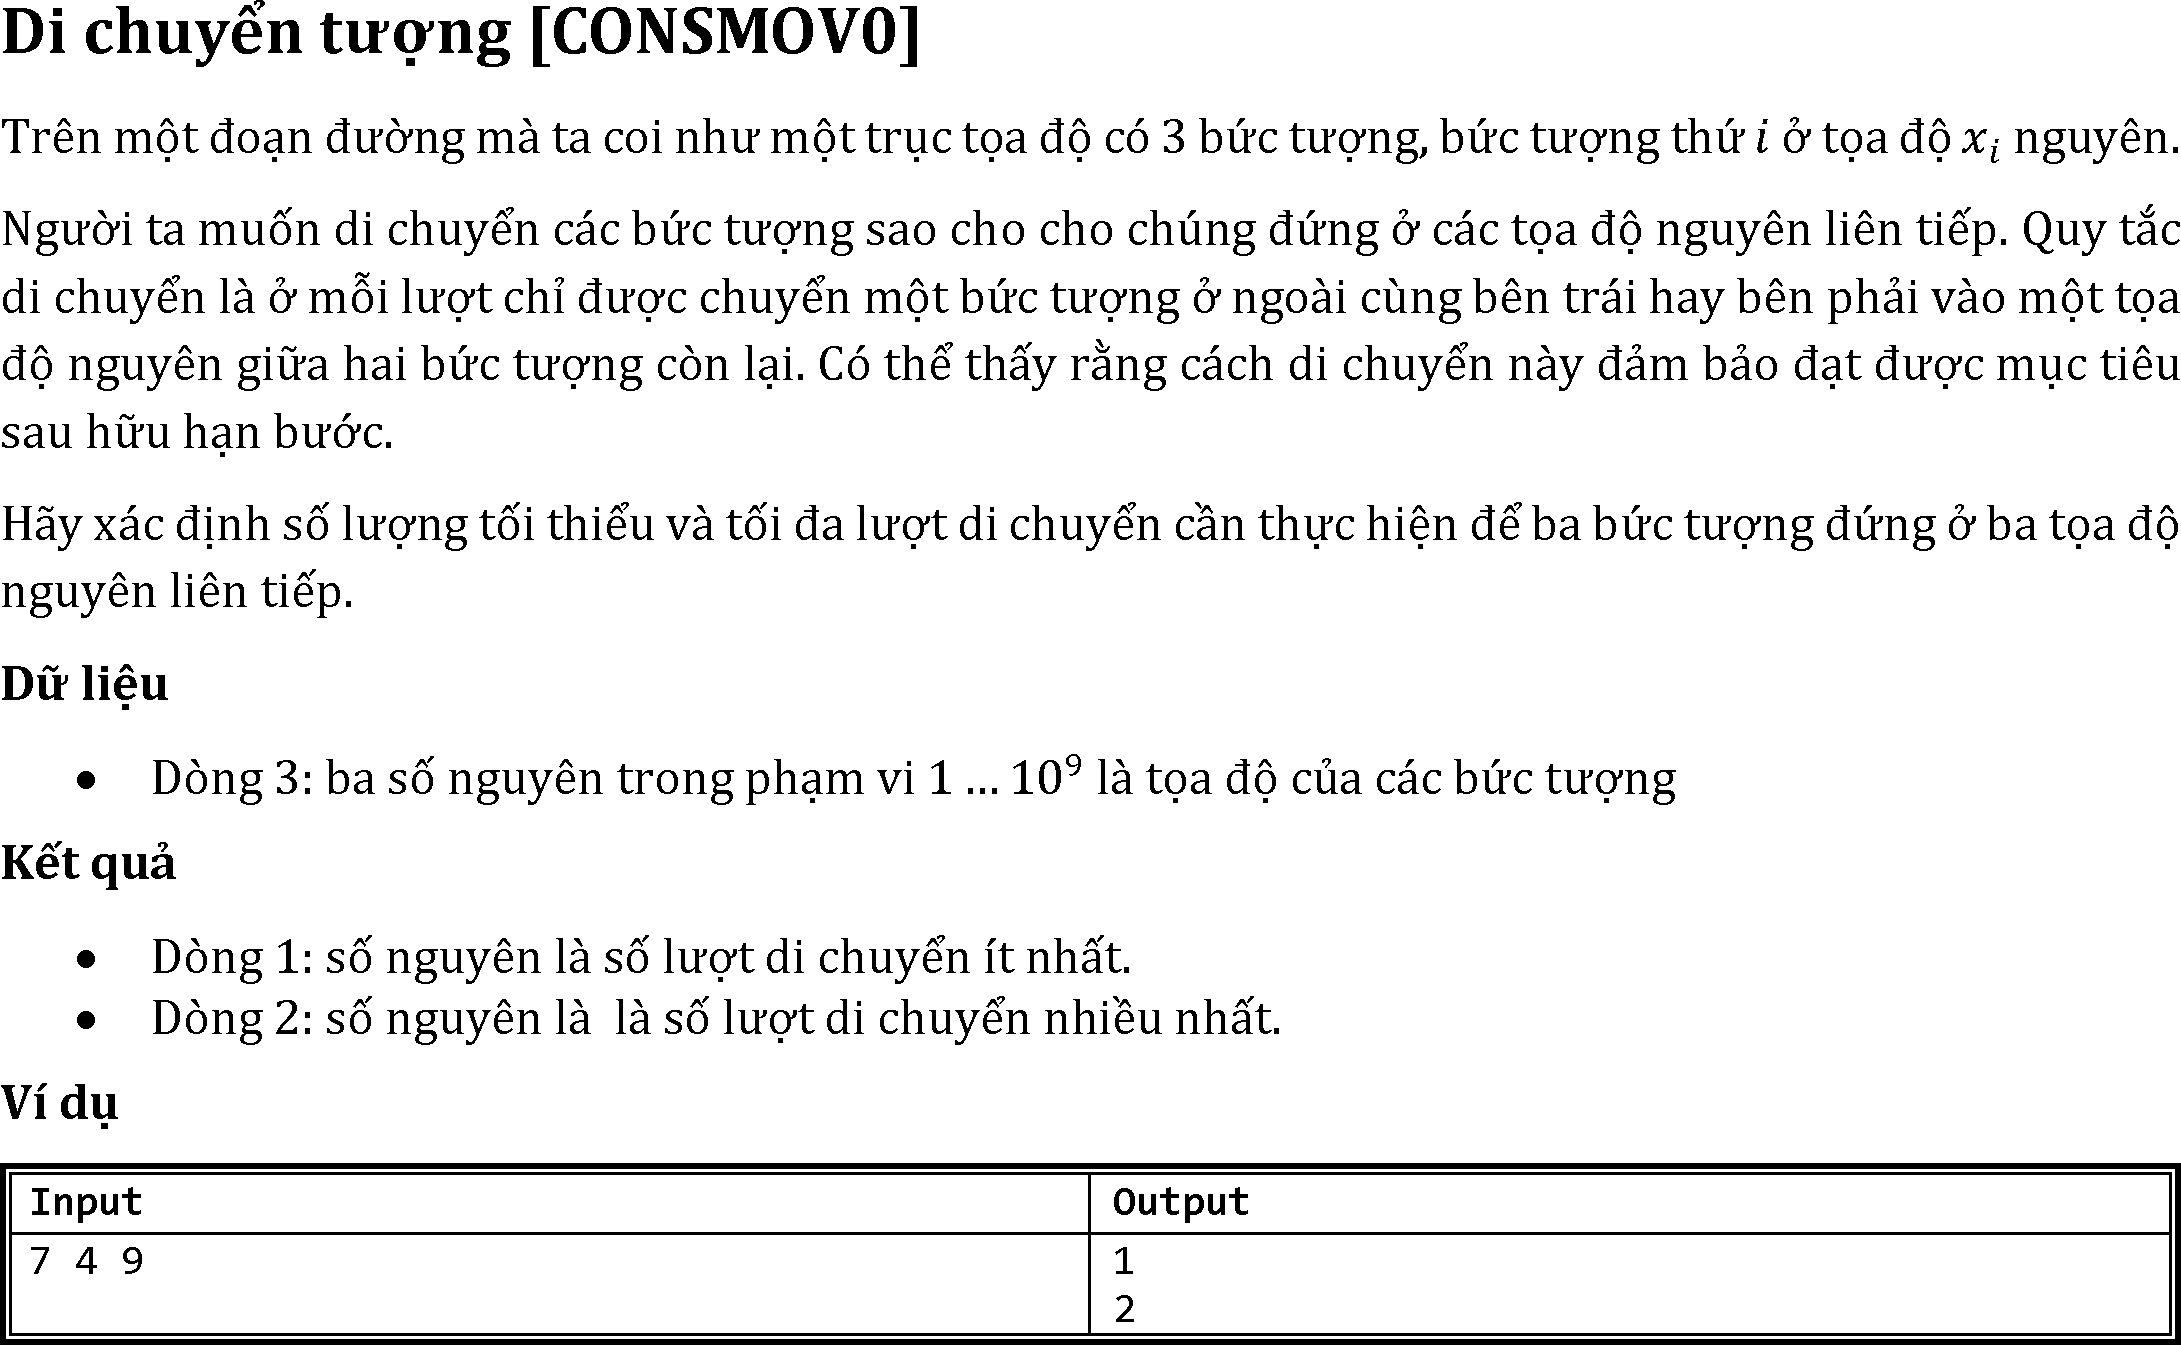 Di chuyển tượng [CONSMOV0]
Trên một đoạn đường mà ta coi như một trục tọa độ có 3 bức tượng, bức tượng thứ i ở tọa độ xᵢ nguyên.
Người ta muốn di chuyển các bức tượng sao cho cho chúng đứng ở các tọa độ nguyên liên tiếp. Quy tắc
di chuyển là ở mỗi lượt chỉ được chuyển một bức tượng ở ngoài cùng bên trái hay bên phải vào một tọa
độ nguyên giữa hai bức tượng còn lại. Có thể thấy rằng cách di chuyển này đảm bảo đạt được mục tiêu
sau hữu hạn bước.
Hãy xác định số lượng tối thiểu và tối đa lượt di chuyển cần thực hiện để ba bức tượng đứng ở ba tọa độ
nguyên liên tiếp.
Dữ liệu
• Dòng 3: ba số nguyên trong phạm vi 1 … 10⁹ là tọa độ của các bức tượng
Kết quả
• Dòng 1: số nguyên là số lượt di chuyển ít nhất.
• Dòng 2: số nguyên là là số lượt di chuyển nhiều nhất.
Ví dụ
Input Output
7 4 9 1
2